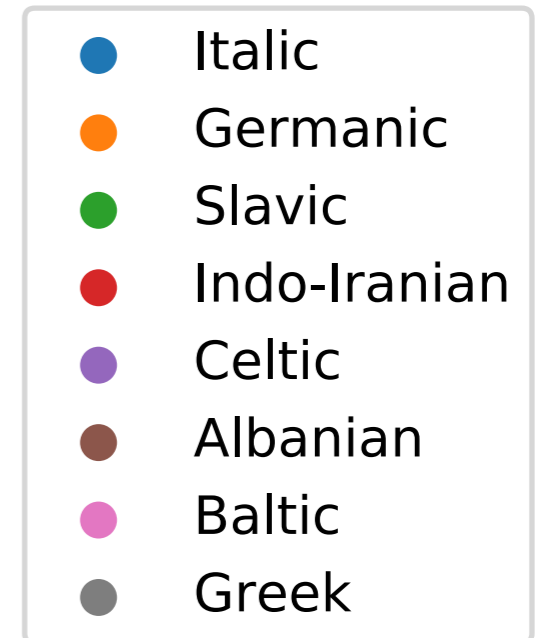 Italic
Germanic
Slavic
Indo-Iranian
Celtic
Albanian
Baltic
Greek